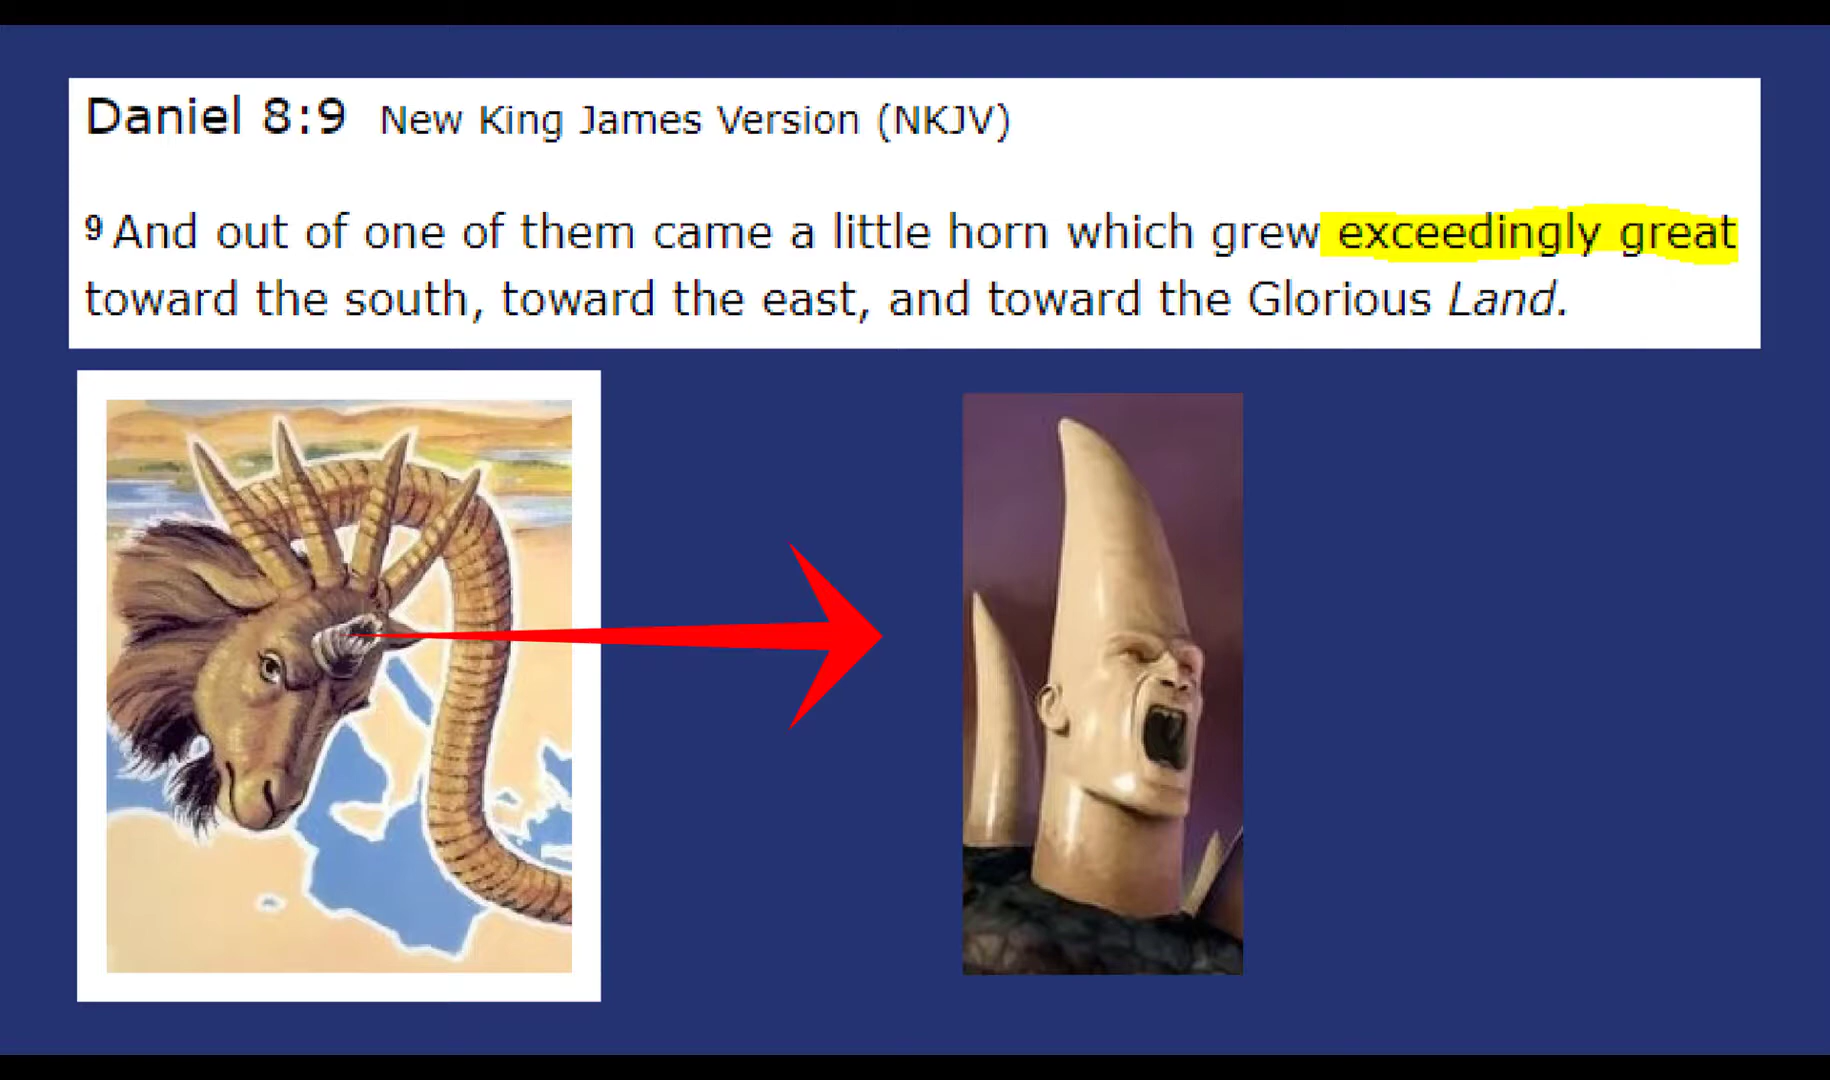 Daniel 8:9 New King James Version (NKJV)
9 And out of one of them came a little horn which grew exceedingly great
toward the south, toward the east, and toward the Glorious Land.